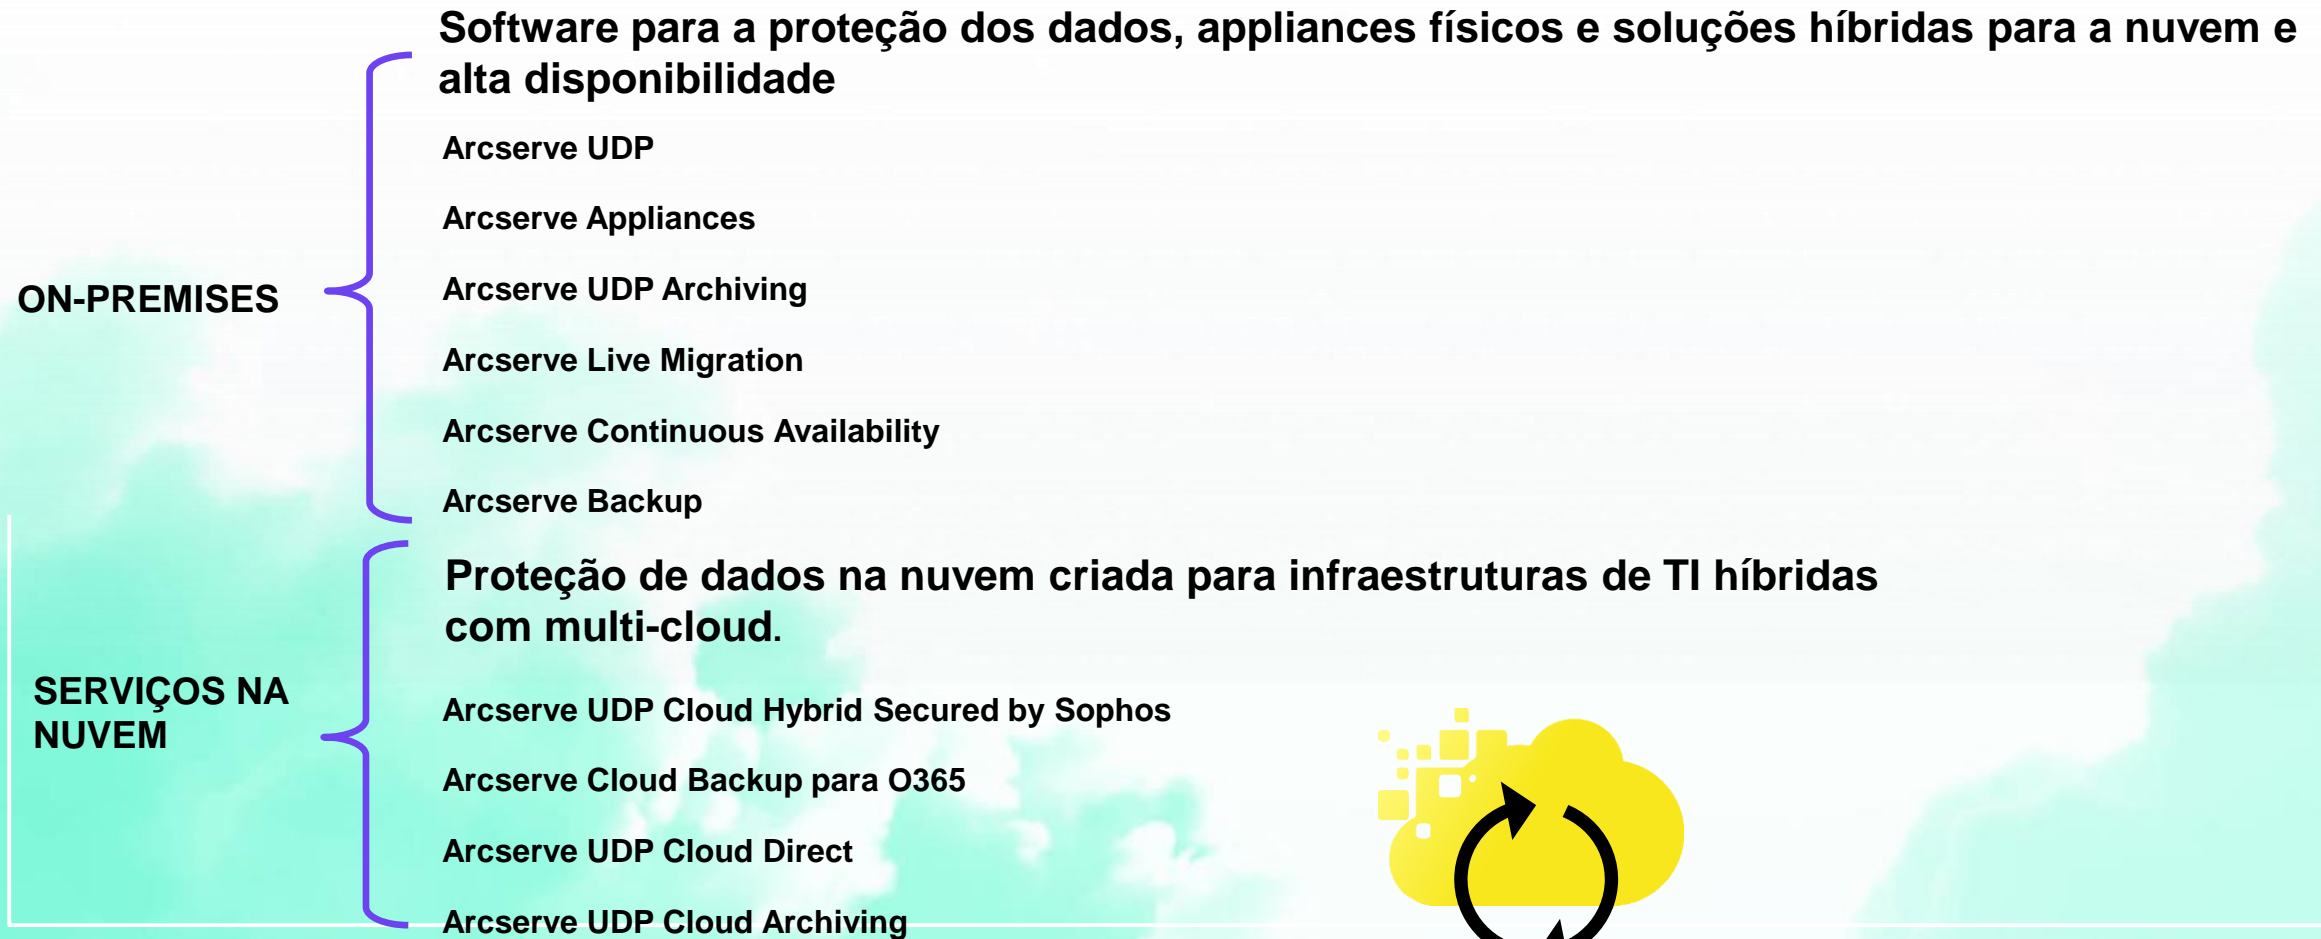 Software para a proteção dos dados, appliances físicos e soluções híbridas para a nuvem e
alta disponibilidade
Arcserve UDP
Arcserve Appliances
Arcserve UDP Archiving
ON-PREMISES
Arcserve Live Migration
Arcserve Continuous Availability
Arcserve Backup
Proteção de dados na nuvem criada para infraestruturas de TI híbridas
com multi-cloud.
SERVIÇOS NA
NUVEM
Arcserve UDP Cloud Hybrid Secured by Sophos
Arcserve Cloud Backup para O365
Arcserve UDP Cloud Direct
Arcserve UDP Cloud Archiving